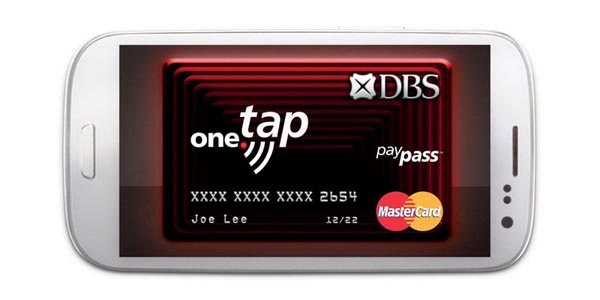 DBS
one.tap
paypass
XXXX XXXX XXXX 2654
Joe Lee 12/22
MasterCard